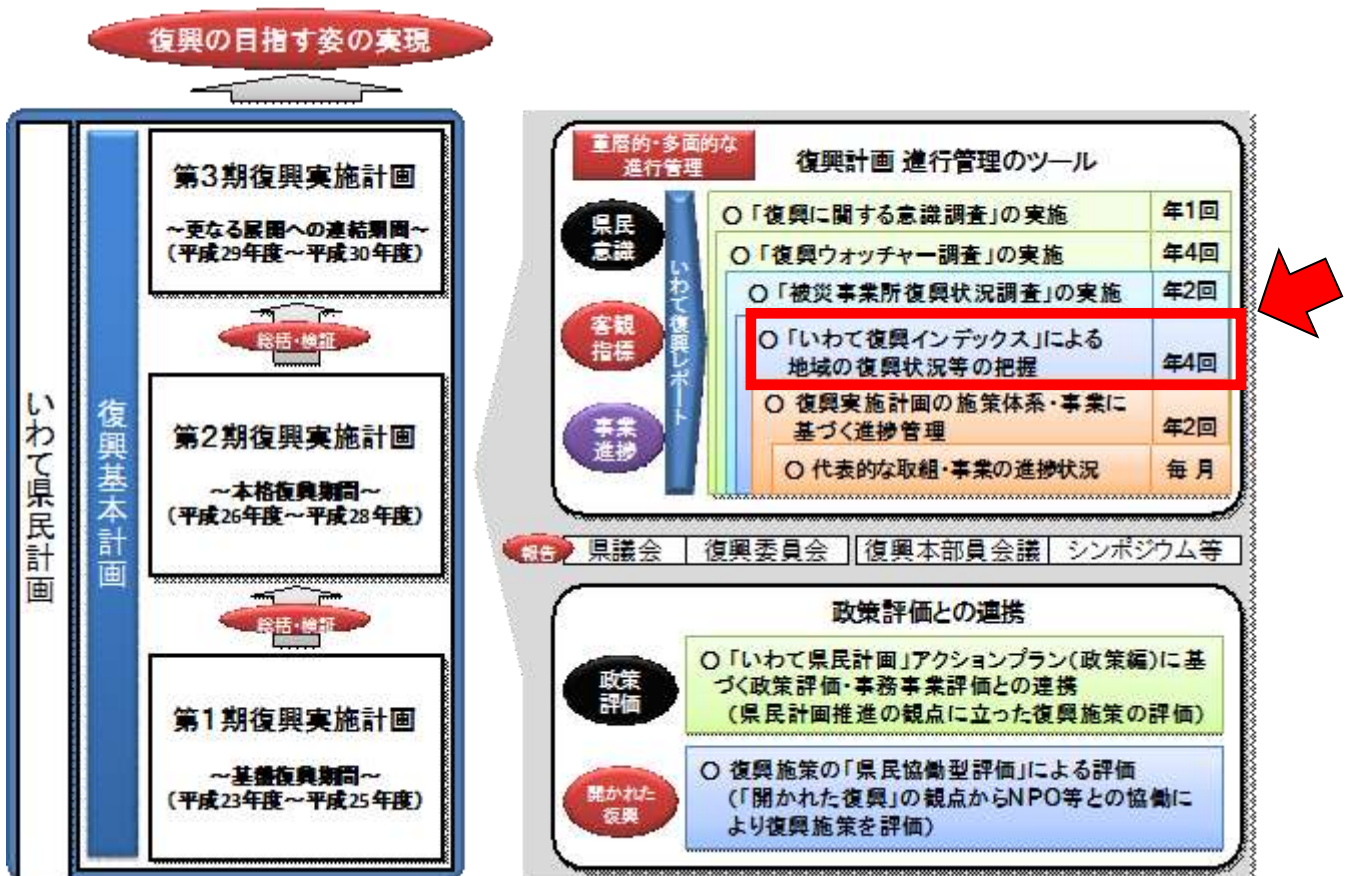 復興の目指す姿の実現
いわて県民計画
復興基本計画
第3期復興実施計画
~更なる展開への連結期間~
(平成29年度~平成30年度)
総括・検証
第2期復興実施計画
~本格復興期間~
(平成26年度~平成28年度)
総括・検証
第1期復興実施計画
~基盤復興期間~
(平成23年度~平成25年度)
重層的・多面的な
進行管理
復興計画 進行管理のツール
県民
意識
客観
指標
事業
進捗
いわて復興レポート
○「復興に関する意識調査」の実施 年1回
○「復興ウォッチャー調査」の実施 年4回
○「被災事業所復興状況調査」の実施 年2回
○「いわて復興インデックス」による
地域の復興状況等の把握 年4回
○ 復興実施計画の施策体系・事業に
基づく進捗管理 年2回
○ 代表的な取組・事業の進捗状況 毎月
報告 県議会 復興委員会 復興本部員会議 シンポジウム等
政策評価との連携
政策
評価
○「いわて県民計画」アクションプラン(政策編)に基
づく政策評価・事務事業評価との連携
(県民計画推進の観点に立った復興施策の評価)
開かれた
復興
○ 復興施策の「県民協働型評価」による評価
(「開かれた復興」の観点からNPO等との協働に
より復興施策を評価)